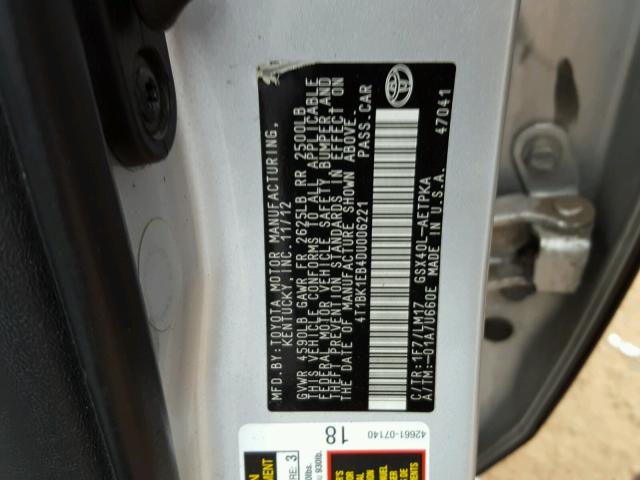 MFD.BY: TOYOTA MOTOR MANUFACTURING,
KENTUCKY, INC. 11/12
GVWR 4590LB GAWR FR 2625LB RR 2500LB
THIS VEHICLE CONFORMS TO ALL APPLICABLE
FEDERAL MOTOR VEHICLE SAFETY, BUMPER, AND
THEFT PREVENTION STANDARDS IN EFFECT ON
THE DATE OF MANUFACTURE SHOWN ABOVE.
4T1BK1EB4DU006221 PASS.CAR
C/TR:1F7/LM17 GSX40L-AETPKA
A/TM:-01A/U660E MADE IN U.S.A.
47041
42661-07140
18
RE: 3
930lb.